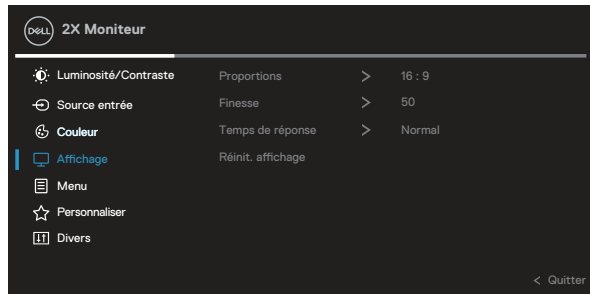 DELL 2X Moniteur
Luminosité/Contraste Proportions > 16 : 9
Source entrée Finesse > 50
Couleur Temps de réponse > Normal
Affichage Réinit. affichage
Menu
Personnaliser
Divers
< Quitter